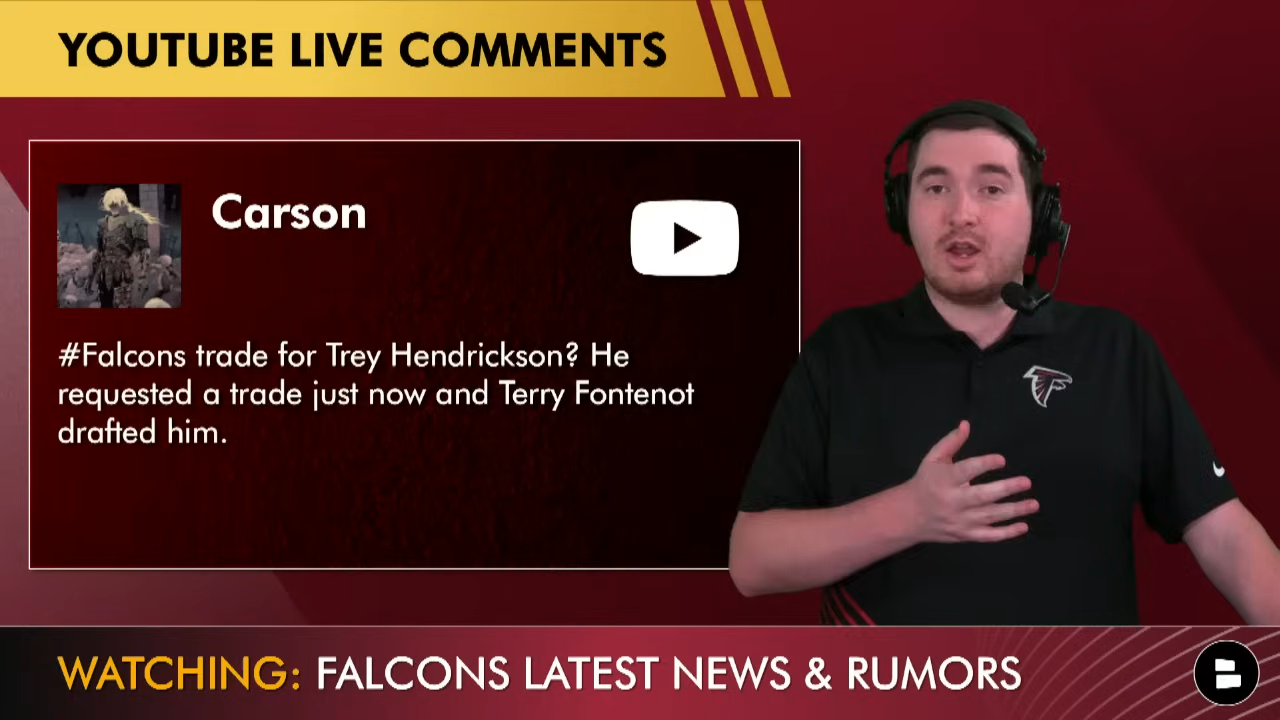 YOUTUBE LIVE COMMENTS
Carson
#Falcons trade for Trey Hendrickson? He
requested a trade just now and Terry Fontenot
drafted him.
WATCHING: FALCONS LATEST NEWS & RUMORS